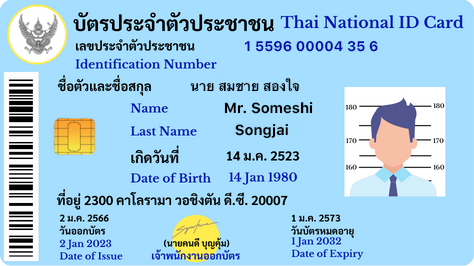 บัตรประจำตัวประชาชน Thai National ID Card
เลขประจำตัวประชาชน 1 5596 00004 35 6
Identification Number
ชื่อตัวและชื่อสกุล นาย สมชาย สองใจ
Name Mr. Someshi
Last Name Songjai
เกิดวันที่ 14 ม.ค. 2523
Date of Birth 14 Jan 1980
180 180
170 170
160 160
ที่อยู่ 2300 คาโลรามา วอชิงตัน ดี.ซี. 20007
2 ม.ค. 2566
วันออกบัตร
2 Jan 2023
Date of Issue
(นายคนดี บุญคุ้ม)
เจ้าพนักงานออกบัตร
1 ม.ค. 2573
วันบัตรหมดอายุ
1 Jan 2032
Date of Expiry